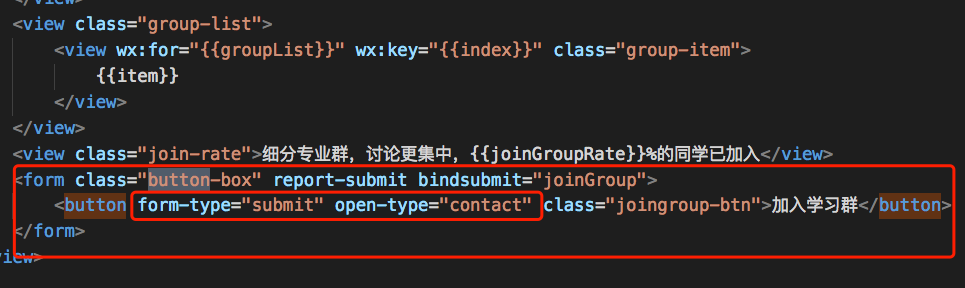 <view class="group-list">
<view wx:for="{{groupList}}" wx:key="{{index}}" class="group-item">
{{item}}
</view>
</view>
<view class="join-rate">细分专业群，讨论更集中，{{joinGroupRate}}%的同学已加入</view>
<form class="button-box" report-submit bindsubmit="joinGroup">
<button form-type="submit" open-type="contact" class="joingroup-btn">加入学习群</button>
</form>
view>